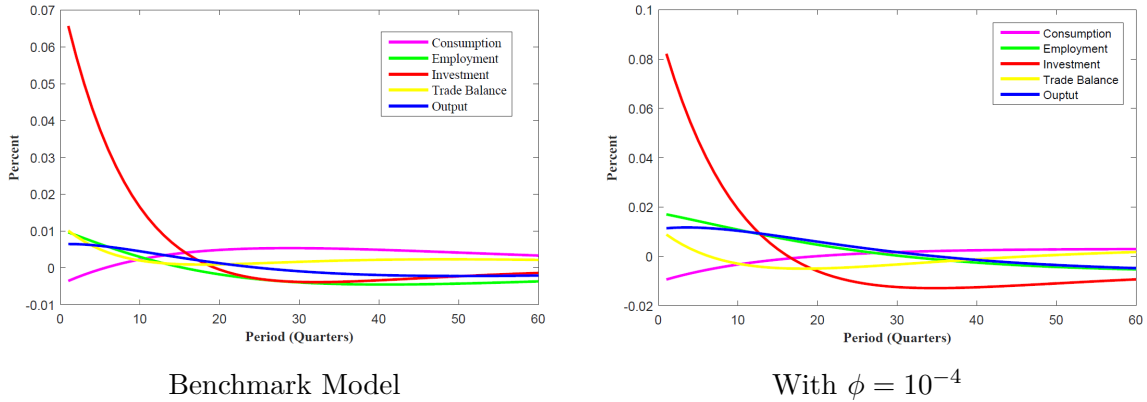 0.07
0.06
0.05
0.04
0.03
0.02
0.01
0
-0.01
Percent
Consumption
Employment
Investment
Trade Balance
Output
0 10 20 30 40 50 60
Period (Quarters)
Benchmark Model
0.1
0.08
0.06
0.04
0.02
0
-0.02
Percent
Consumption
Employment
Investment
Trade Balance
Ouptut
0 10 20 30 40 50 60
Period (Quarters)
With ϕ = 10⁻⁴